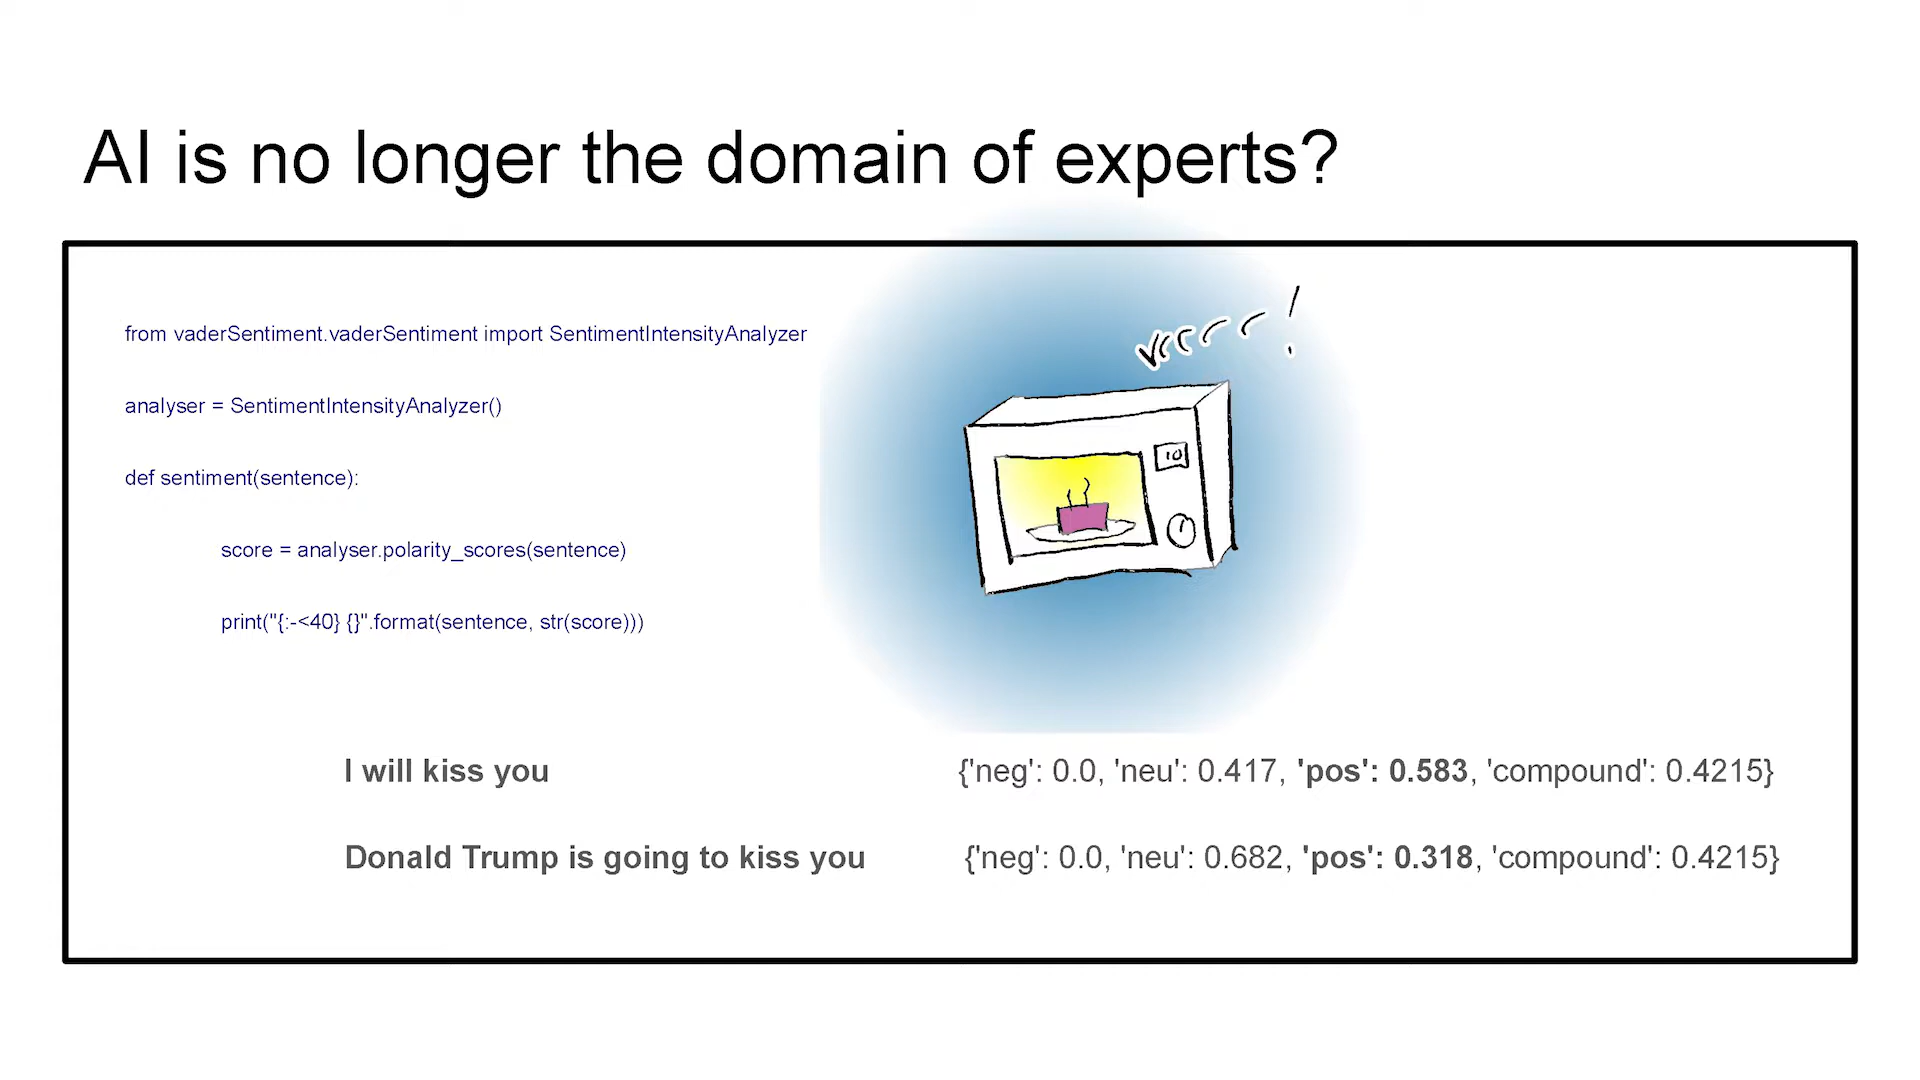 AI is no longer the domain of experts?
from vaderSentiment.vaderSentiment import SentimentIntensityAnalyzer
analyser = SentimentIntensityAnalyzer()
def sentiment(sentence):
score = analyser.polarity_scores(sentence)
print("{:-<40} {}".format(sentence, str(score)))
!
10
I will kiss you {'neg': 0.0, 'neu': 0.417, 'pos': 0.583, 'compound': 0.4215}
Donald Trump is going to kiss you {'neg': 0.0, 'neu': 0.682, 'pos': 0.318, 'compound': 0.4215}